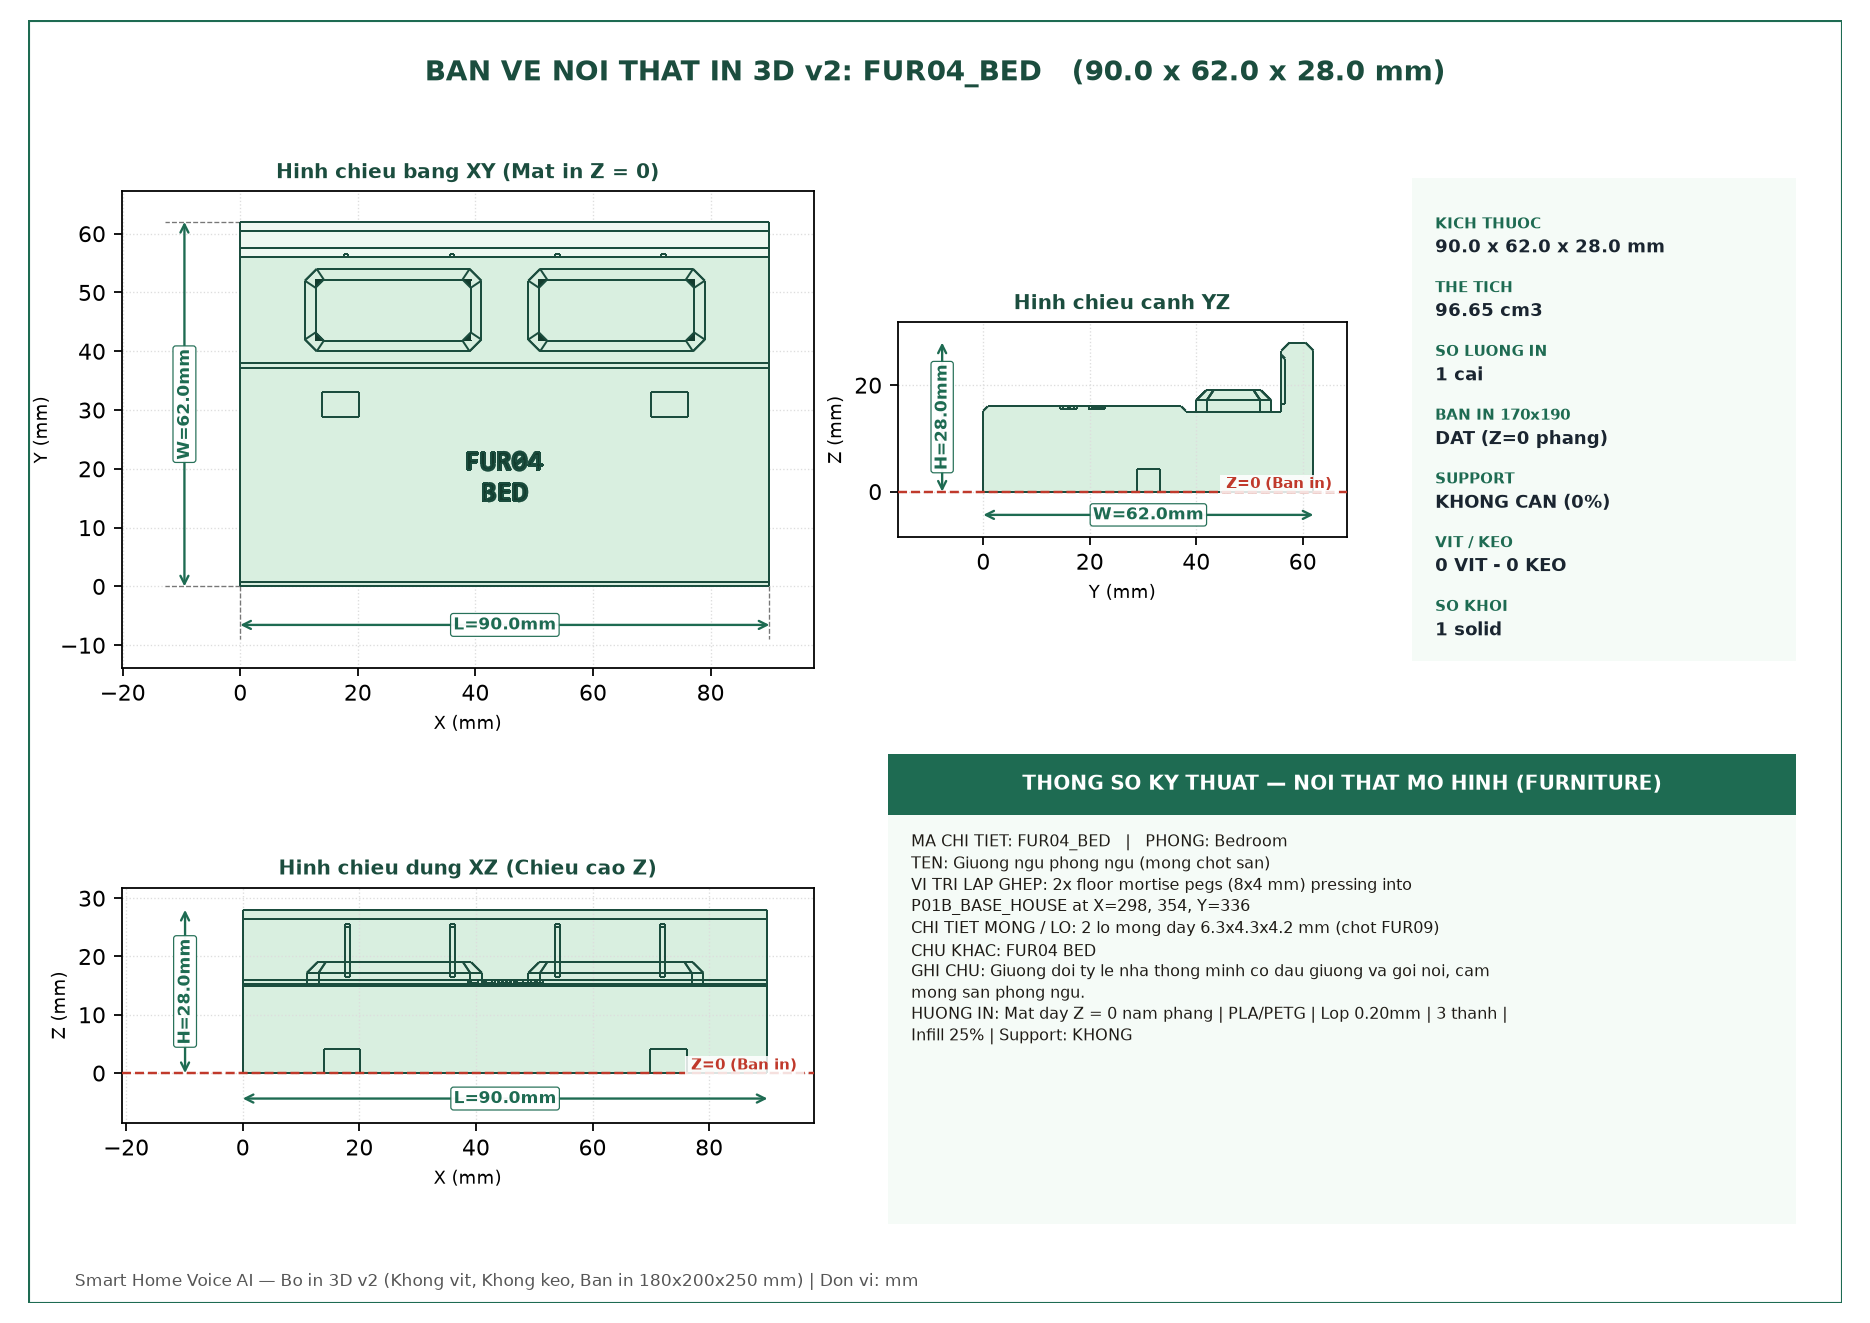 BAN VE NOI THAT IN 3D v2: FUR04_BED (90.0 x 62.0 x 28.0 mm)
Hinh chieu bang XY (Mat in Z = 0)
60
50
40
30
20
10
0
−10
Y (mm)
W=62.0mm
FUR04
BED
L=90.0mm
−20
0
20
40
60
80
X (mm)
Hinh chieu canh YZ
20
0
Z (mm)
H=28.0mm
Z=0 (Ban in)
W=62.0mm
0
20
40
60
Y (mm)
KICH THUOC
90.0 x 62.0 x 28.0 mm
THE TICH
96.65 cm3
SO LUONG IN
1 cai
BAN IN 170x190
DAT (Z=0 phang)
SUPPORT
KHONG CAN (0%)
VIT / KEO
0 VIT - 0 KEO
SO KHOI
1 solid
Hinh chieu dung XZ (Chieu cao Z)
30
20
10
0
Z (mm)
H=28.0mm
Z=0 (Ban in)
L=90.0mm
−20
0
20
40
60
80
X (mm)
THONG SO KY THUAT — NOI THAT MO HINH (FURNITURE)
MA CHI TIET: FUR04_BED | PHONG: Bedroom
TEN: Giuong ngu phong ngu (mong chot san)
VI TRI LAP GHEP: 2x floor mortise pegs (8x4 mm) pressing into
P01B_BASE_HOUSE at X=298, 354, Y=336
CHI TIET MONG / LO: 2 lo mong day 6.3x4.3x4.2 mm (chot FUR09)
CHU KHAC: FUR04 BED
GHI CHU: Giuong doi ty le nha thong minh co dau giuong va goi noi, cam
mong san phong ngu.
HUONG IN: Mat day Z = 0 nam phang | PLA/PETG | Lop 0.20mm | 3 thanh |
Infill 25% | Support: KHONG
Smart Home Voice AI — Bo in 3D v2 (Khong vit, Khong keo, Ban in 180x200x250 mm) | Don vi: mm